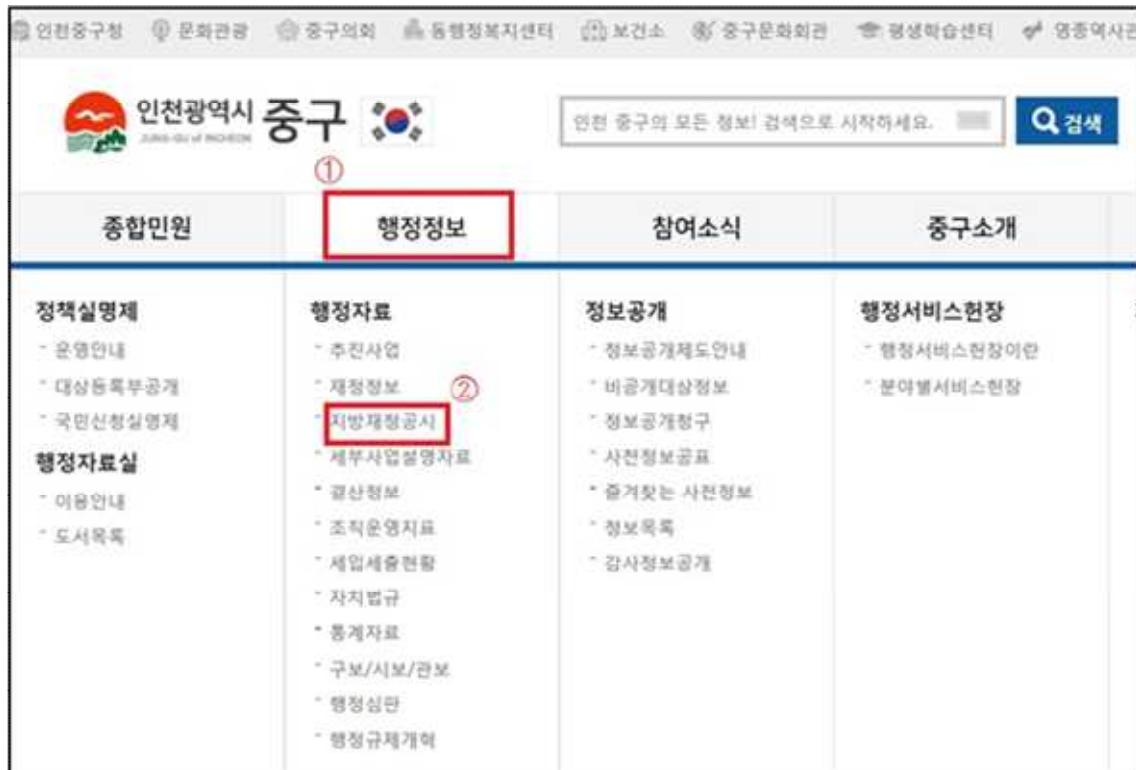 인천중구청 문화관광 중구의회 동행정복지센터 보건소 중구문화회관 평생학습센터 영종역사관
인천광역시 중구
JUNG-GU of INCHEON
인천 중구의 모든 정보! 검색으로 시작하세요. 검색
①
종합민원 행정정보 참여소식 중구소개
정책실명제
- 운영안내
- 대상등록부공개
- 국민신청실명제
행정자료실
- 이용안내
- 도서목록
행정자료
- 추진사업
- 재정정보
②
- 지방재정공시
- 세부사업설명자료
- 결산정보
- 조직운영지표
- 세입세출현황
- 자치법규
- 통계자료
- 구보/시보/관보
- 행정심판
- 행정규제개혁
정보공개
- 정보공개제도안내
- 비공개대상정보
- 정보공개청구
- 사전정보공표
- 즐겨찾는 사전정보
- 정보목록
- 감사정보공개
행정서비스헌장
- 행정서비스헌장이란
- 분야별서비스헌장